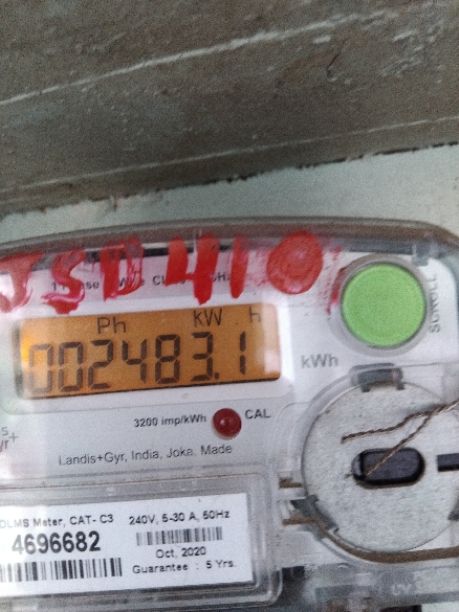 JSD410
Ph KW h
002483.1
kWh
SCROLL
3200 imp/kWh CAL
Landis+Gyr, India, Joka. Made
DLMS Meter, CAT- C3 240V, 5-30 A, 50Hz
4696682
Oct, 2020
Guarantee : 5 Yrs.